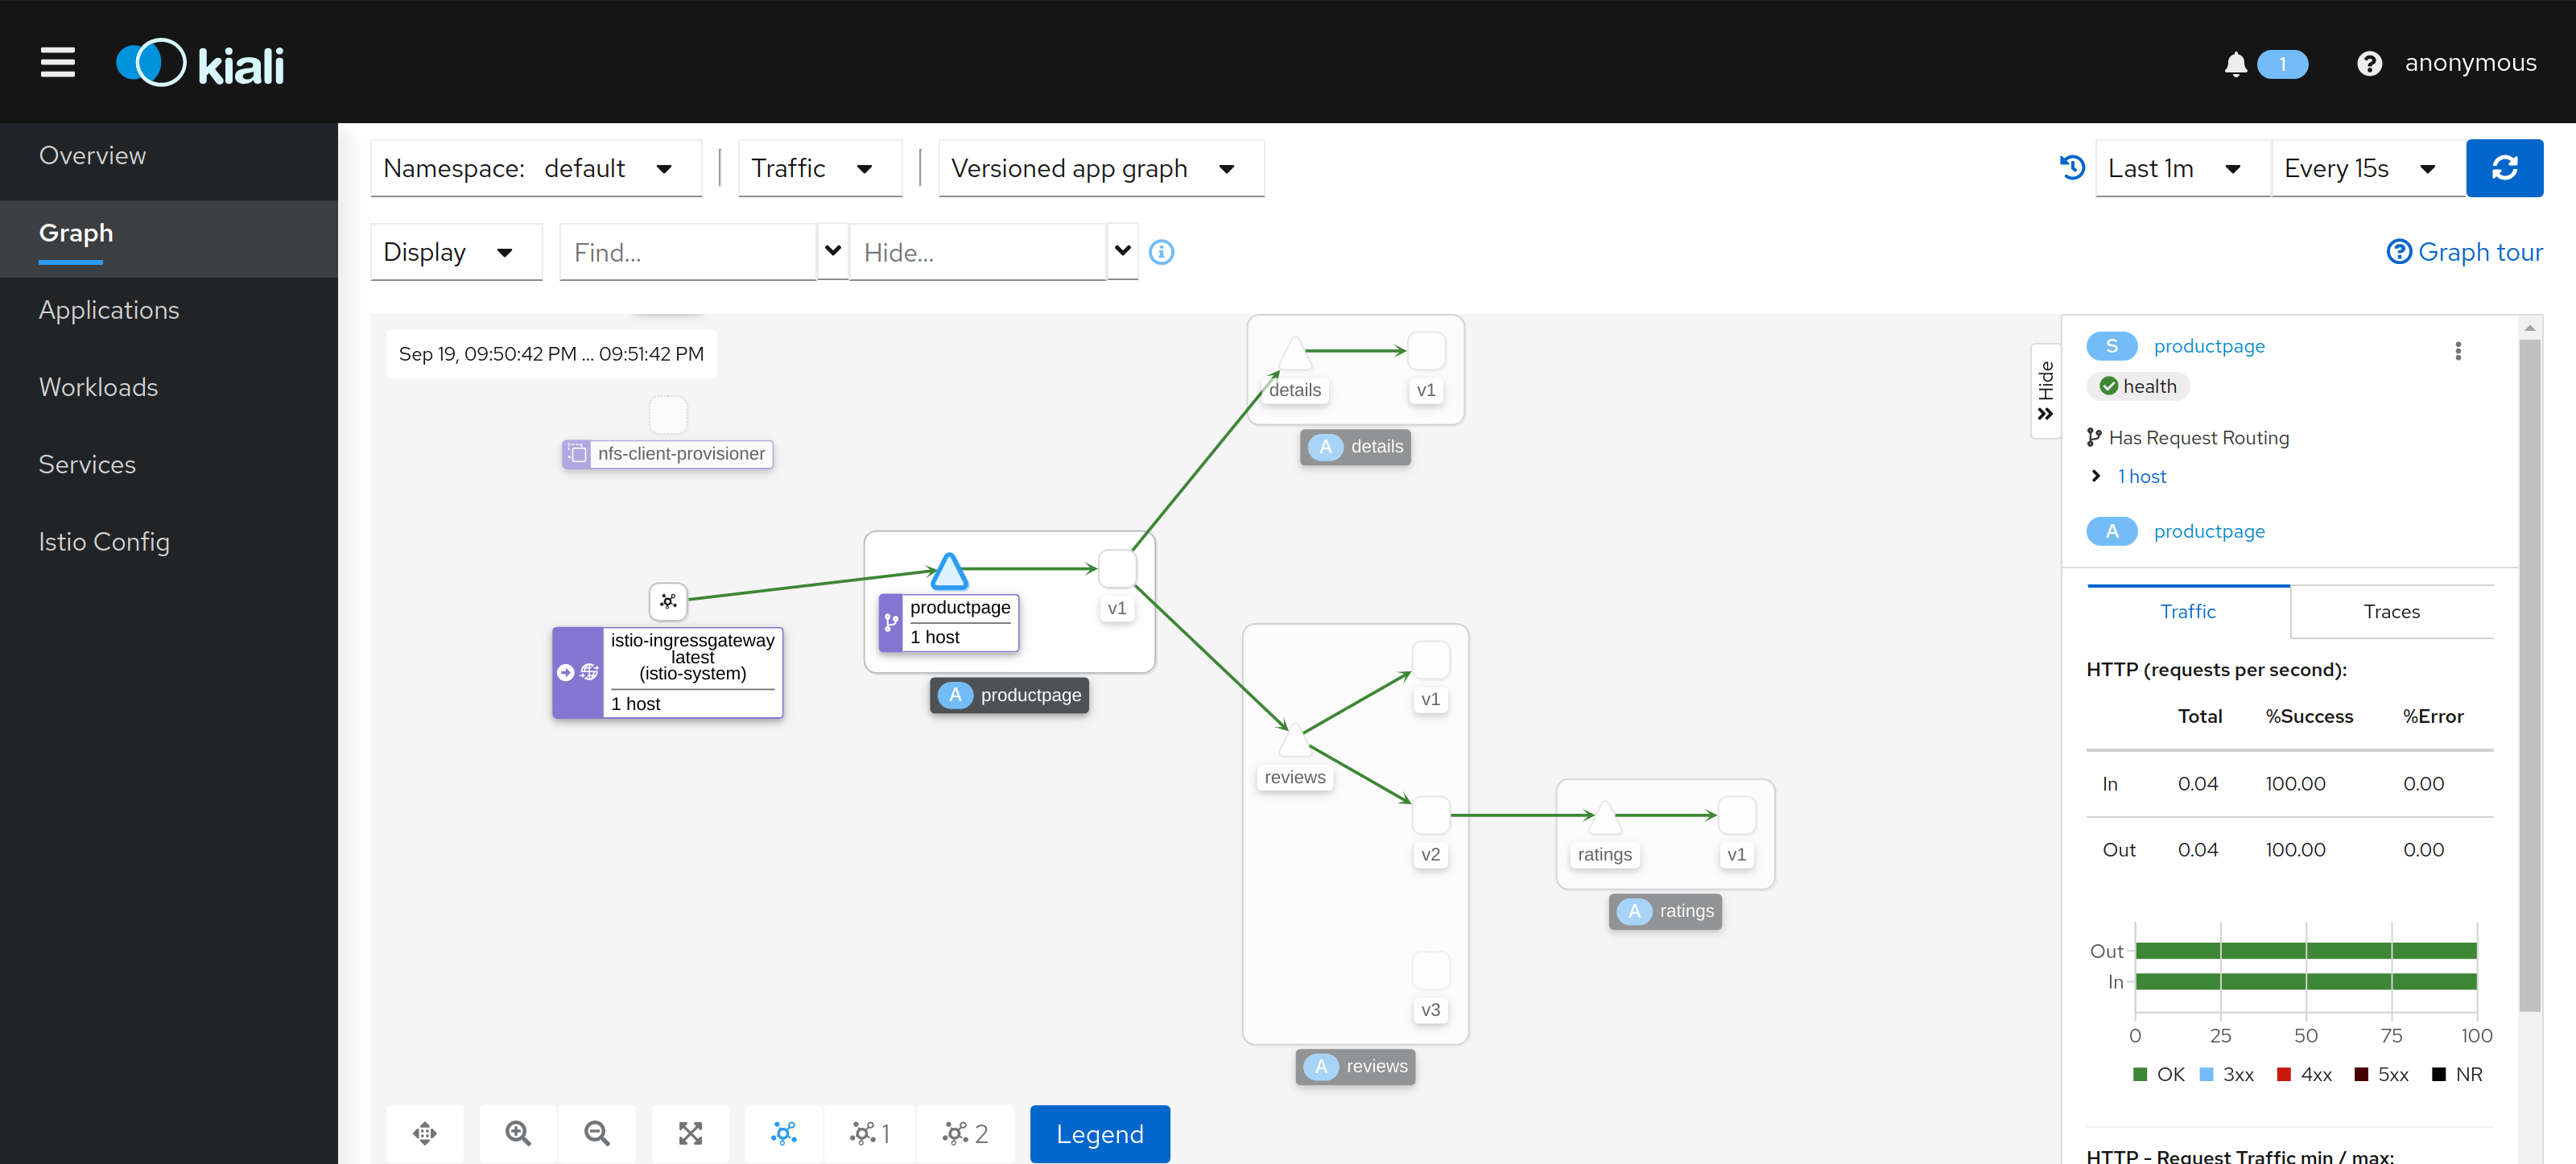 kiali
1
anonymous
Overview
Graph
Applications
Workloads
Services
Istio Config
Namespace: default
Traffic
Versioned app graph
Last 1m
Every 15s
Display
Find...
Hide...
Graph tour
Sep 19, 09:50:42 PM ... 09:51:42 PM
nfs-client-provisioner
istio-ingressgateway
latest
(istio-system)
1 host
productpage
1 host
v1
A productpage
details
v1
A details
reviews
v1
v2
v3
A reviews
ratings
v1
A ratings
1
2
Legend
Hide
S productpage
health
Has Request Routing
1 host
A productpage
Traffic
Traces
HTTP (requests per second):
Total %Success %Error
In 0.04 100.00 0.00
Out 0.04 100.00 0.00
Out
In
0 25 50 75 100
OK 3xx 4xx 5xx NR
HTTP - Request Traffic min / max: